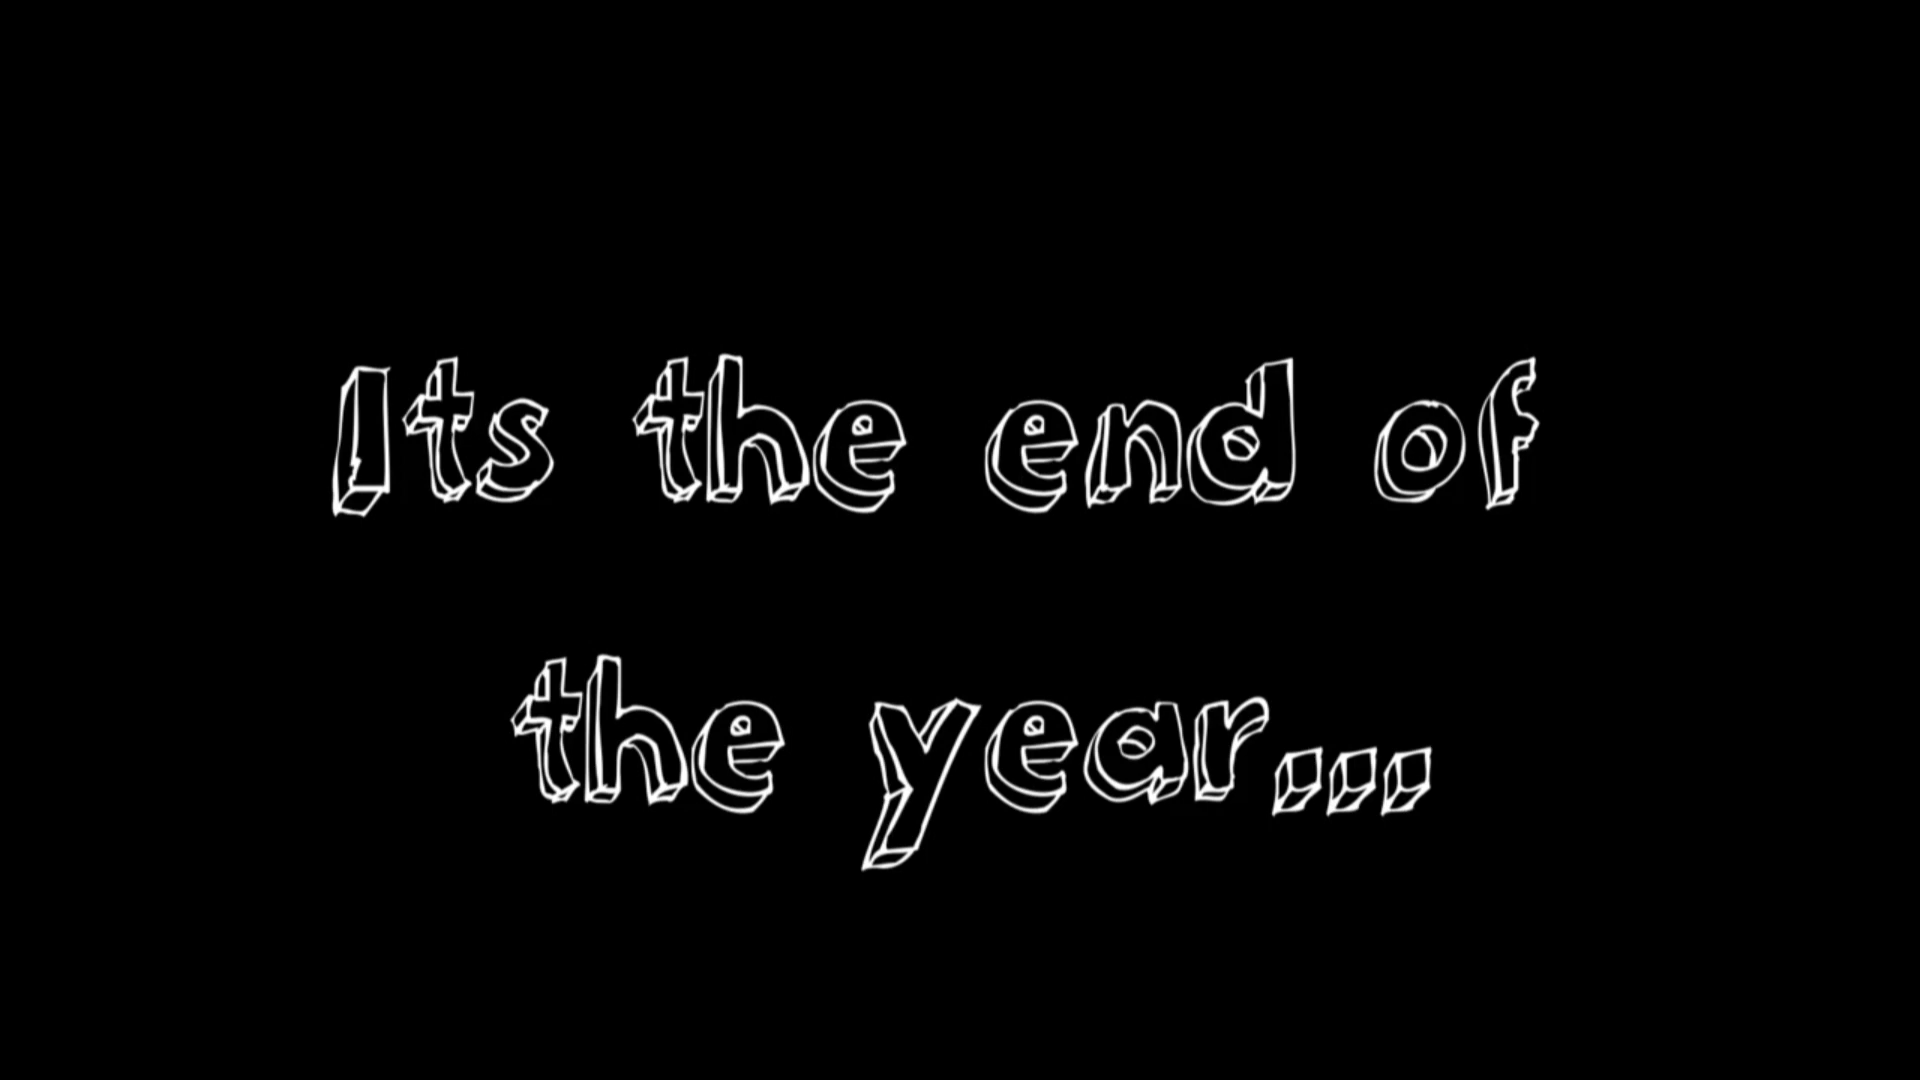 Its the end of
the year...